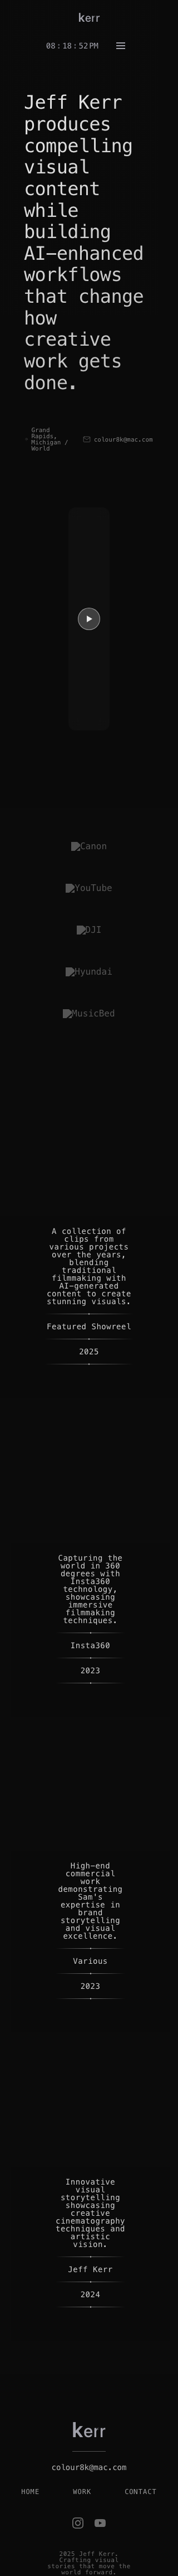 kerr
08:18:52PM
Jeff Kerr
produces
compelling
visual
content
while
building
AI-enhanced
workflows
that change
how
creative
work gets
done.
Grand
Rapids,
Michigan /
World
colour8k@mac.com
Canon
YouTube
DJI
Hyundai
MusicBed
A collection of
clips from
various projects
over the years,
blending
traditional
filmmaking with
AI-generated
content to create
stunning visuals.
Featured Showreel
2025
Capturing the
world in 360
degrees with
Insta360
technology,
showcasing
immersive
filmmaking
techniques.
Insta360
2023
High-end
commercial
work
demonstrating
Sam's
expertise in
brand
storytelling
and visual
excellence.
Various
2023
Innovative
visual
storytelling
showcasing
creative
cinematography
techniques and
artistic
vision.
Jeff Kerr
2024
kerr
colour8k@mac.com
HOME WORK CONTACT
2025 Jeff Kerr,
Crafting visual
stories that move the
world forward.